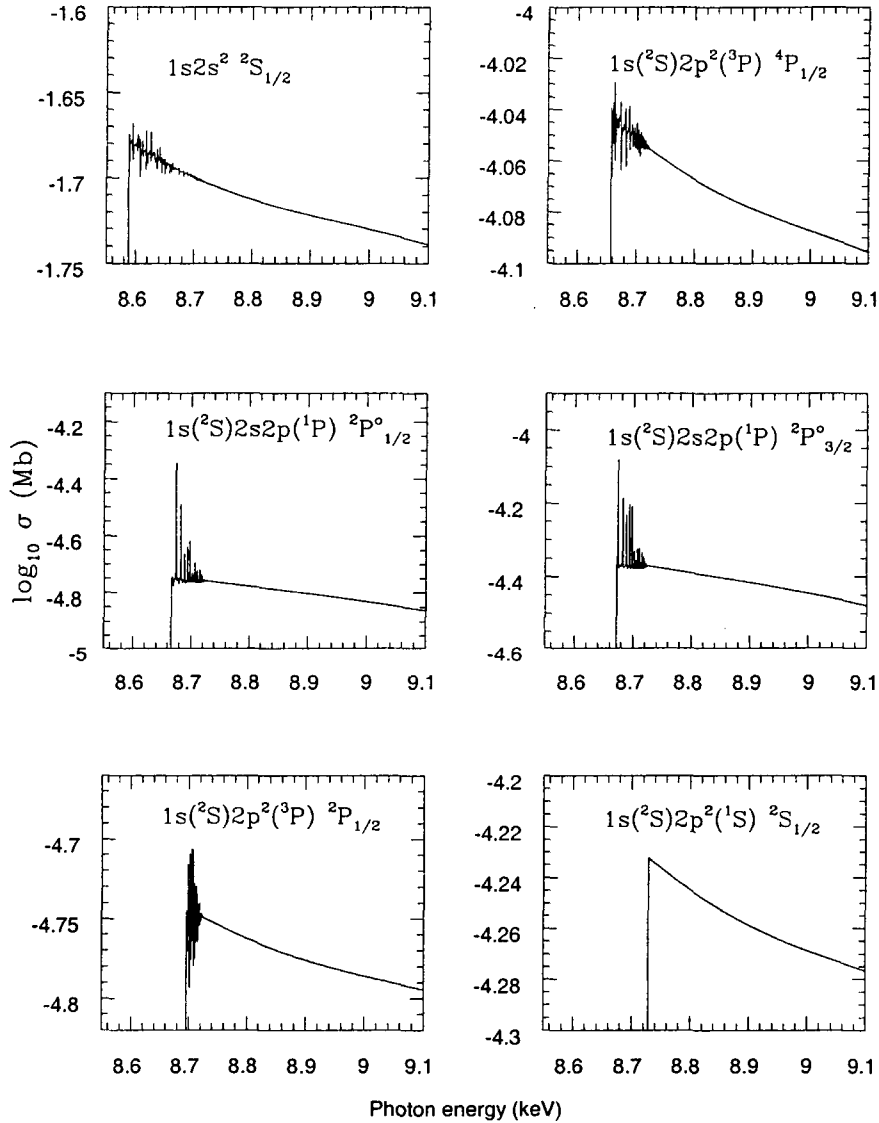 1s2s² ²S₁/₂
-1.6
-1.65
-1.7
-1.75
8.6 8.7 8.8 8.9 9 9.1
1s(²S)2p²(³P) ⁴P₁/₂
-4
-4.02
-4.04
-4.06
-4.08
-4.1
8.6 8.7 8.8 8.9 9 9.1
log₁₀ σ (Mb)
1s(²S)2s2p(¹P) ²P°₁/₂
-4.2
-4.4
-4.6
-4.8
-5
8.6 8.7 8.8 8.9 9 9.1
1s(²S)2s2p(¹P) ²P°₃/₂
-4
-4.2
-4.4
-4.6
8.6 8.7 8.8 8.9 9 9.1
1s(²S)2p²(³P) ²P₁/₂
-4.7
-4.75
-4.8
8.6 8.7 8.8 8.9 9 9.1
1s(²S)2p²(¹S) ²S₁/₂
-4.2
-4.22
-4.24
-4.26
-4.28
-4.3
8.6 8.7 8.8 8.9 9 9.1
Photon energy (keV)